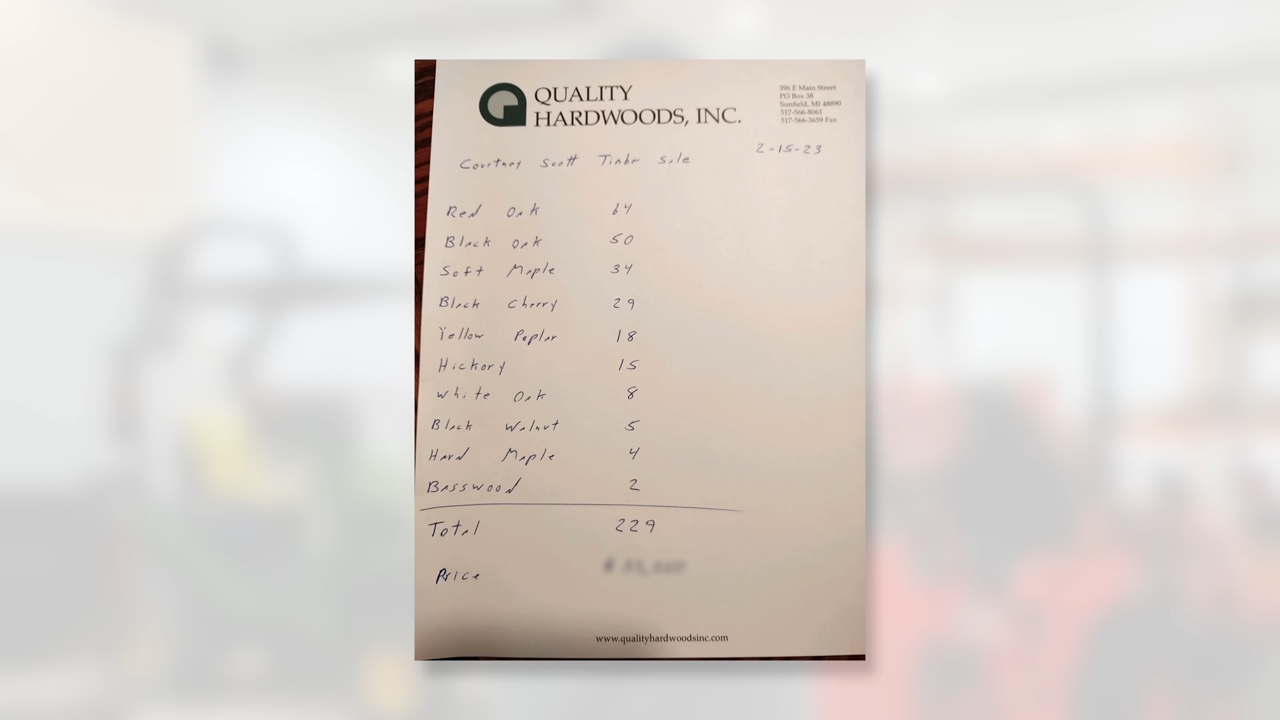 QUALITY
HARDWOODS, INC.
396 E Main Street
PO Box 38
Sunfield, MI 48890
517-566-8061
517-566-3659 Fax
2-15-23
Courtney Scott Timber Sale
Red Oak 64
Black Oak 50
Soft Maple 34
Black Cherry 29
Yellow Poplar 18
Hickory 15
White Oak 8
Black Walnut 5
Hard Maple 4
Basswood 2
Total 229
Price
www.qualityhardwoodsinc.com